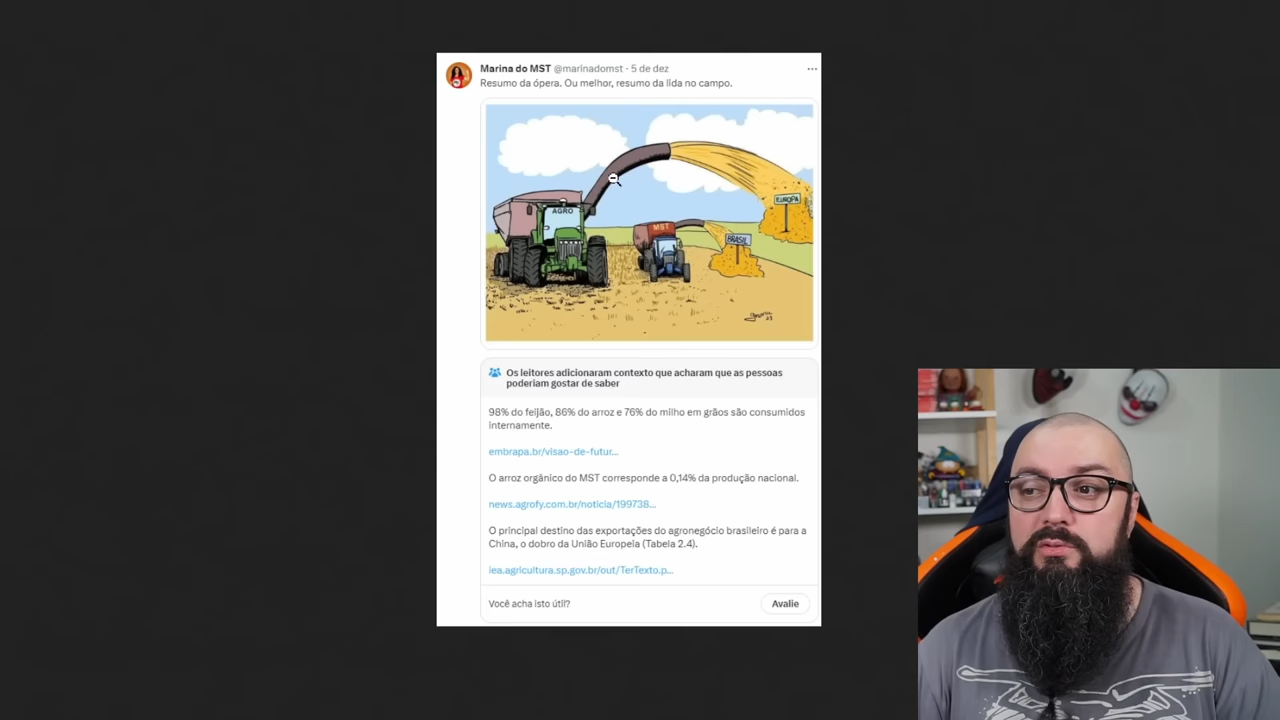 Marina do MST @marinadomst · 5 de dez
Resumo da ópera. Ou melhor, resumo da lida no campo.
AGRO
MST
BRASIL
EUROPA
Os leitores adicionaram contexto que acharam que as pessoas
poderiam gostar de saber
98% do feijão, 86% do arroz e 76% do milho em grãos são consumidos
internamente.
embrapa.br/visao-de-futur...
O arroz orgânico do MST corresponde a 0,14% da produção nacional.
news.agrofy.com.br/noticia/199738...
O principal destino das exportações do agronegócio brasileiro é para a
China, o dobro da União Europeia (Tabela 2.4).
iea.agricultura.sp.gov.br/out/TerTexto.p...
Você acha isto útil?
Avalie